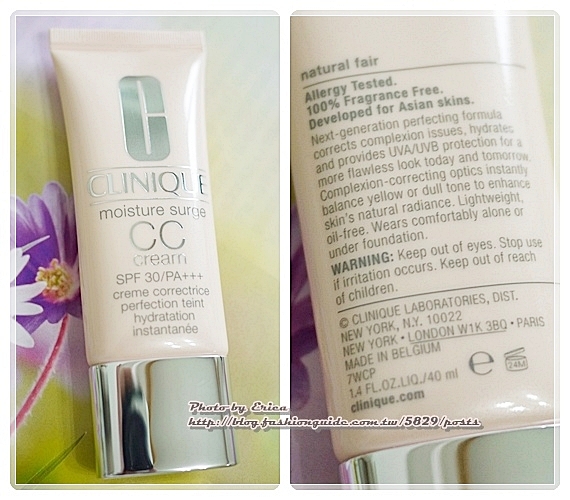 C
CLINIQUE
moisture surge
CC
cream
SPF 30/PA+++
creme correctrice
perfection teint
hydratation
instantanée
natural fair
Allergy Tested.
100% Fragrance Free.
Developed for Asian skins.
Next-generation perfecting formula
corrects complexion issues, hydrates
and provides UVA/UVB protection for a
more flawless look today and tomorrow.
Complexion-correcting optics instantly
balance yellow or dull tone to enhance
skin's natural radiance. Lightweight,
oil-free. Wears comfortably alone or
under foundation.
WARNING: Keep out of eyes. Stop use
if irritation occurs. Keep out of reach
of children.
© CLINIQUE LABORATORIES, DIST.
NEW YORK, N.Y. 10022
NEW YORK • LONDON W1K 3BQ • PARIS
MADE IN BELGIUM
7WCP
1.4 FL.OZ.LIQ./40 ml e 24M
clinique.com
Photo by Erica
http://blog.fashionguide.com.tw/5829/posts